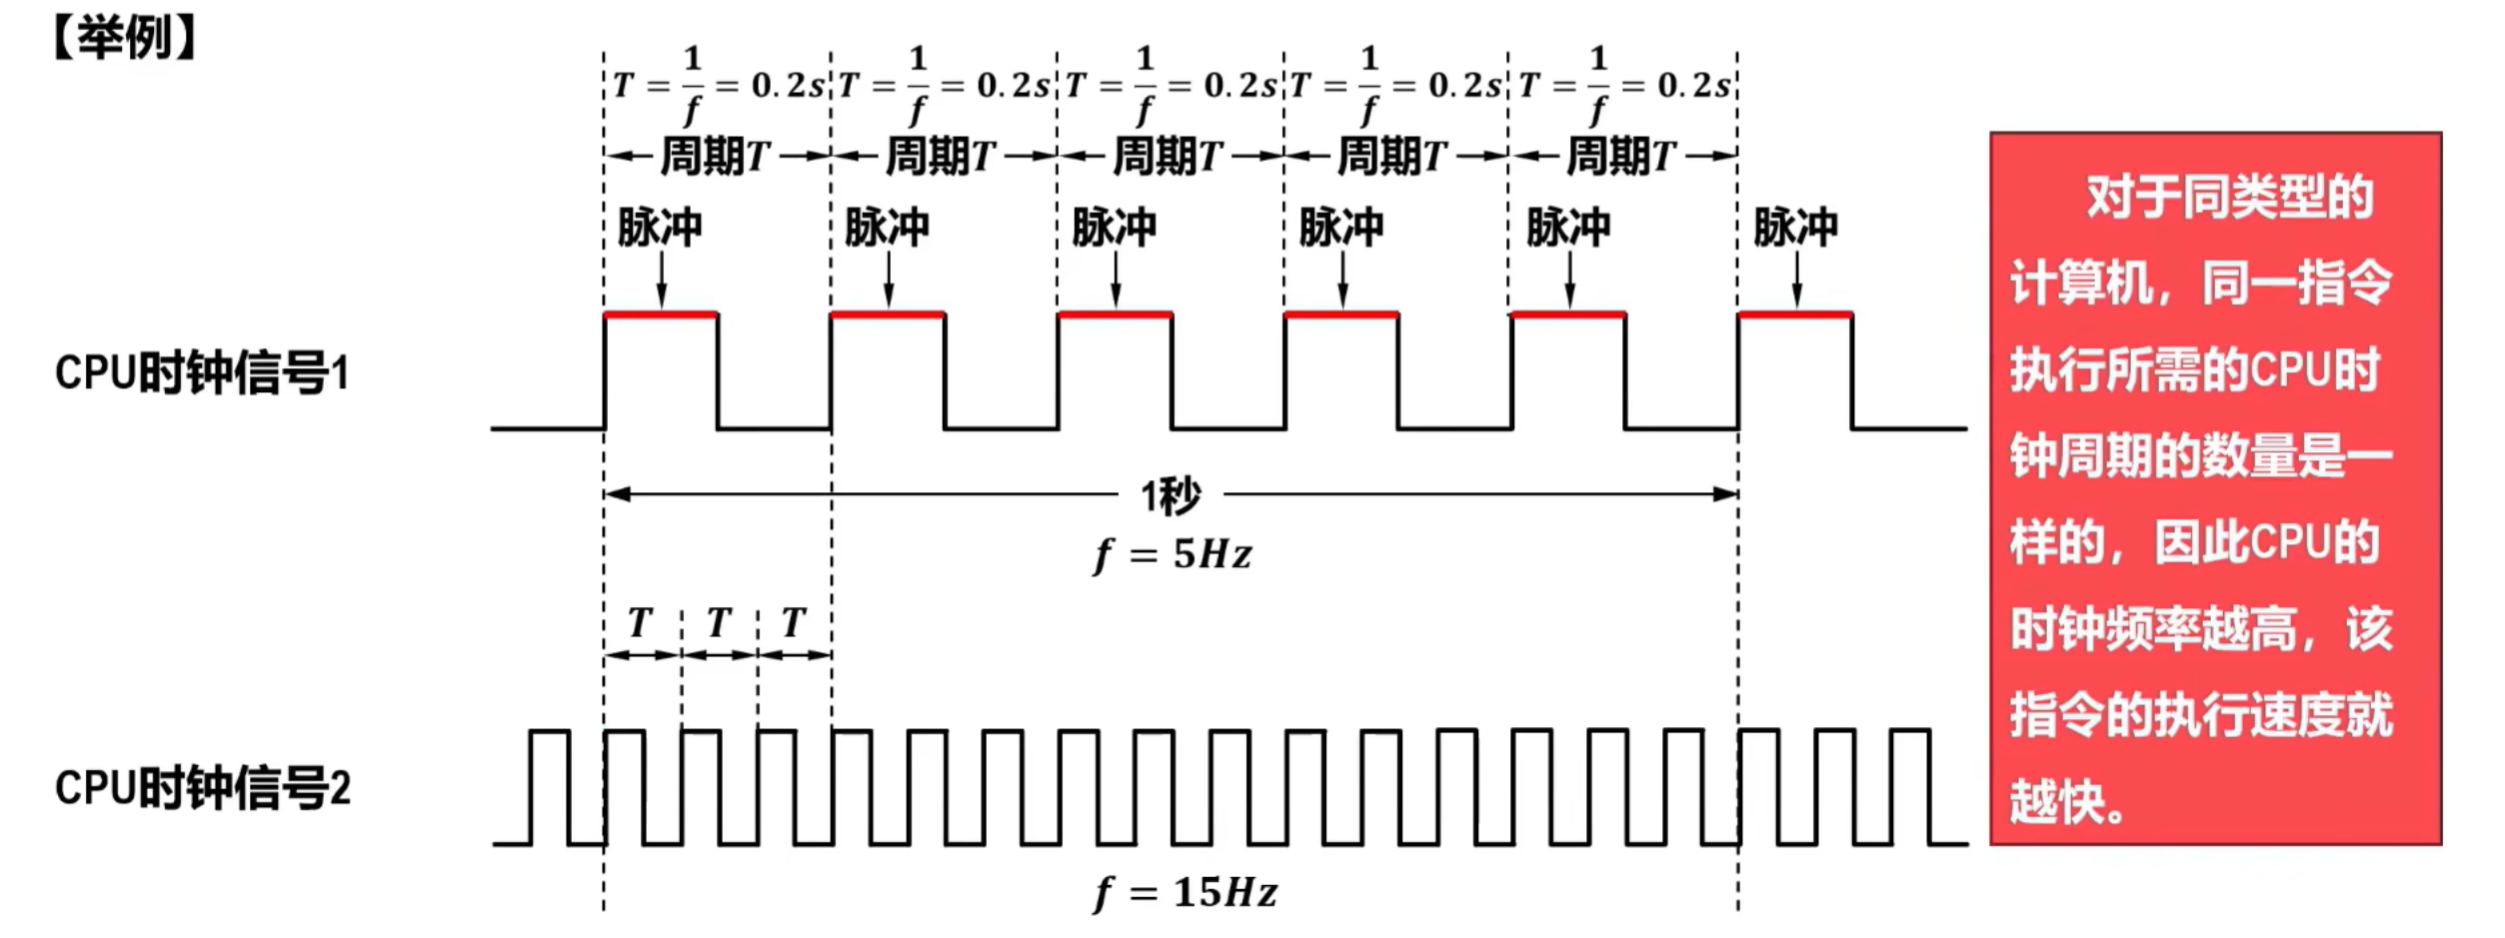 【举例】
T = 1/f = 0.2s T = 1/f = 0.2s T = 1/f = 0.2s T = 1/f = 0.2s T = 1/f = 0.2s
周期T 周期T 周期T 周期T 周期T
脉冲 脉冲 脉冲 脉冲 脉冲 脉冲
CPU时钟信号1
1秒
f = 5Hz
T T T
CPU时钟信号2
f = 15Hz
对于同类型的
计算机，同一指令
执行所需的CPU时
钟周期的数量是一
样的，因此CPU的
时钟频率越高，该
指令的执行速度就
越快。